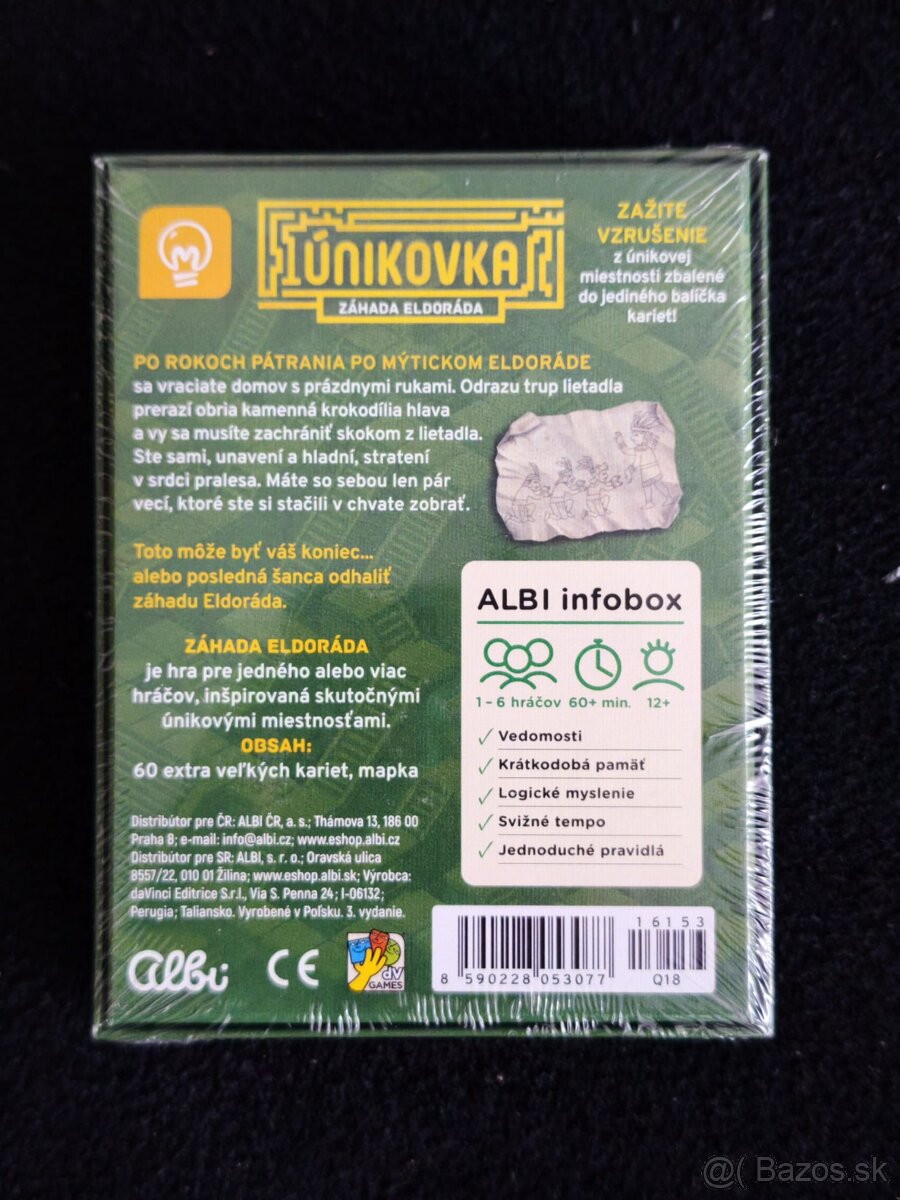 ÚNIKOVKA
ZÁHADA ELDORÁDA
ZAŽITE
VZRUŠENIE
z únikovej
miestnosti zbalené
do jediného balíčka
kariet!
PO ROKOCH PÁTRANIA PO MÝTICKOM ELDORÁDE
sa vraciate domov s prázdnymi rukami. Odrazu trup lietadla
prerazí obria kamenná krokodília hlava
a vy sa musíte zachrániť skokom z lietadla.
Ste sami, unavení a hladní, stratení
v srdci pralesa. Máte so sebou len pár
vecí, ktoré ste si stačili v chvate zobrať.
Toto môže byť váš koniec...
alebo posledná šanca odhaliť
záhadu Eldoráda.
ZÁHADA ELDORÁDA
je hra pre jedného alebo viac
hráčov, inšpirovaná skutočnými
únikovými miestnosťami.
OBSAH:
60 extra veľkých kariet, mapka
ALBI infobox
1 – 6 hráčov 60+ min. 12+
Vedomosti
Krátkodobá pamäť
Logické myslenie
Svižné tempo
Jednoduché pravidlá
Distribútor pre ČR: ALBI ČR, a. s.; Thámova 13, 186 00
Praha 8; e-mail: info@albi.cz; www.eshop.albi.cz
Distribútor pre SR: ALBI, s. r. o.; Oravská ulica
8557/22, 010 01 Žilina; www.eshop.albi.sk; Výrobca:
daVinci Editrice S.r.l., Via S. Penna 24; I-06132,
Perugia; Taliansko. Vyrobené v Poľsku. 3. vydanie.
albi
CE
dV
GAMES
8 590228 053077
16153
Q18
@( Bazos.sk